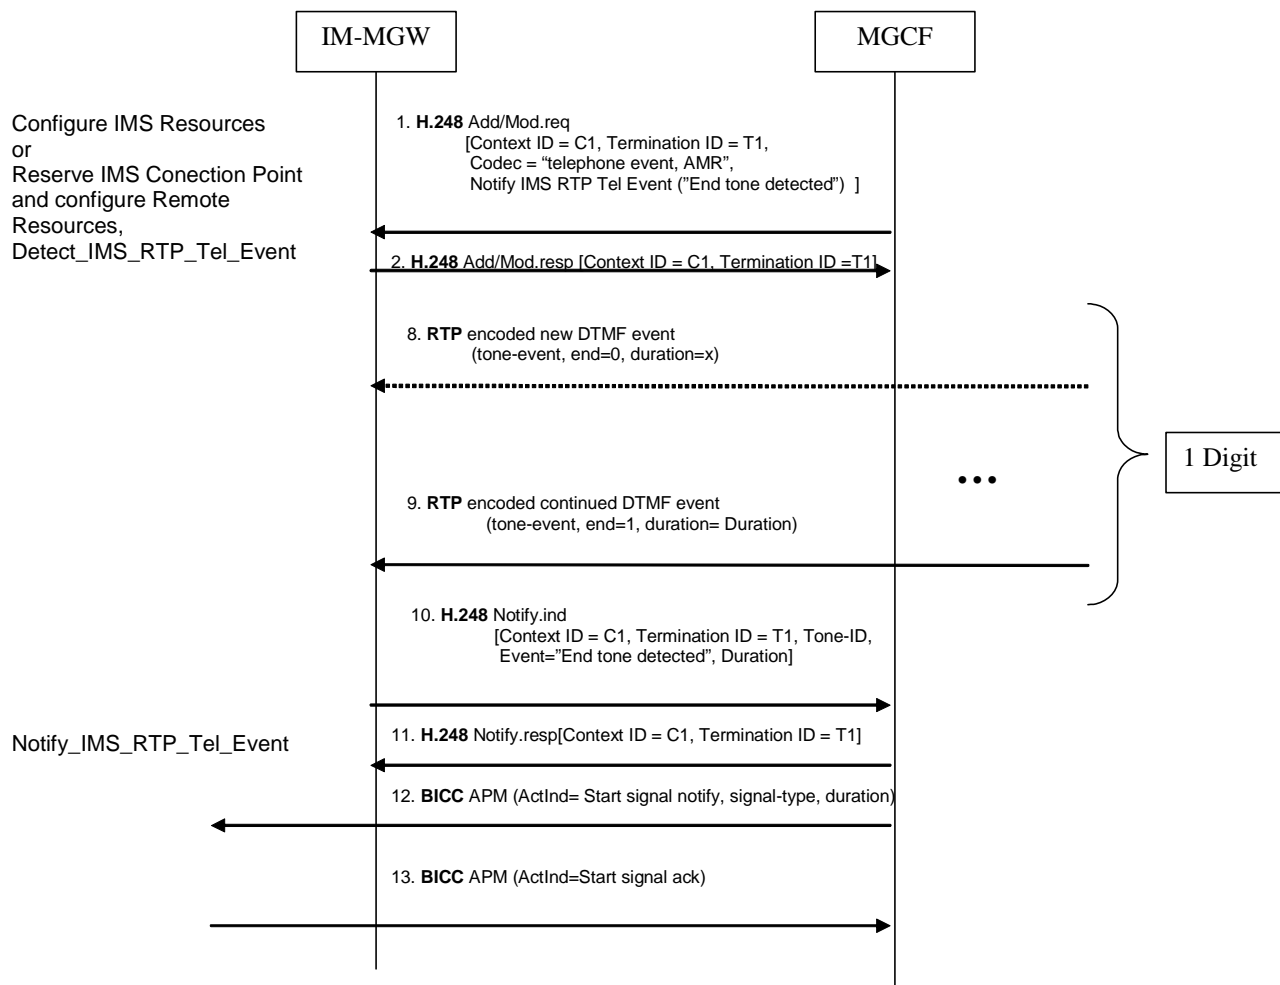 IM-MGW
MGCF
Configure IMS Resources
or
Reserve IMS Conection Point
and configure Remote
Resources,
Detect_IMS_RTP_Tel_Event
1. H.248 Add/Mod.req
[Context ID = C1, Termination ID = T1,
Codec = “telephone event, AMR”,
Notify IMS RTP Tel Event (”End tone detected”) ]
2. H.248 Add/Mod.resp [Context ID = C1, Termination ID =T1]
8. RTP encoded new DTMF event
(tone-event, end=0, duration=x)
1 Digit
...
9. RTP encoded continued DTMF event
(tone-event, end=1, duration= Duration)
10. H.248 Notify.ind
[Context ID = C1, Termination ID = T1, Tone-ID,
Event=”End tone detected”, Duration]
Notify_IMS_RTP_Tel_Event
11. H.248 Notify.resp[Context ID = C1, Termination ID = T1]
12. BICC APM (ActInd= Start signal notify, signal-type, duration)
13. BICC APM (ActInd=Start signal ack)